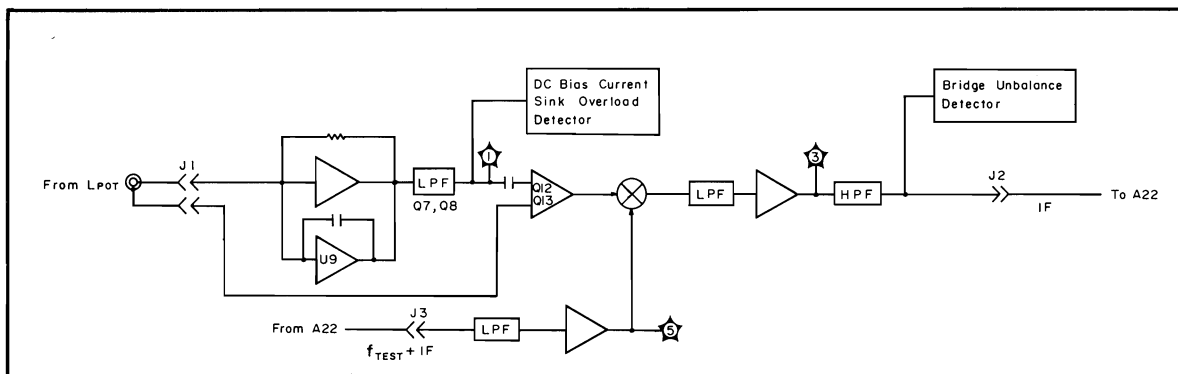 DC Bias Current
Sink Overload
Detector
Bridge Unbalance
Detector
J1
1
3
From LPOT
LPF
Q7, Q8
Q12
Q13
LPF
HPF
J2
IF
To A22
U9
From A22
J3
fTEST + IF
LPF
5